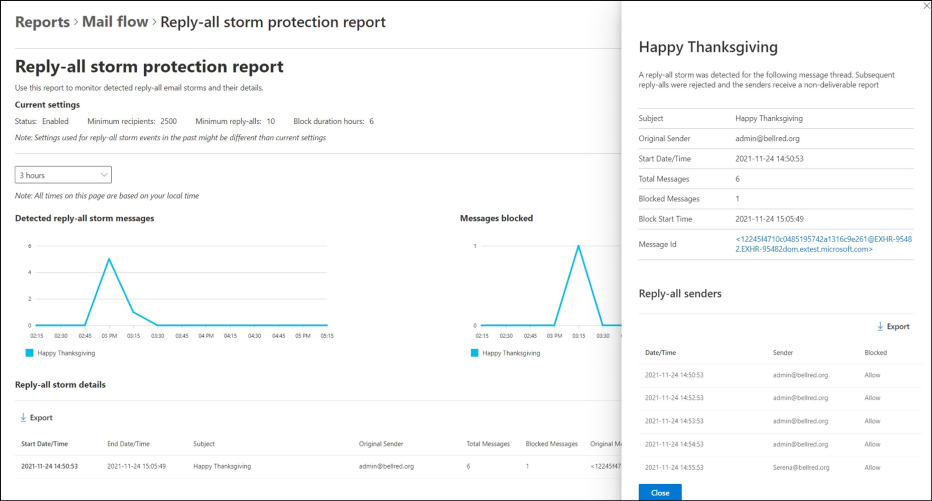 Reports > Mail flow > Reply-all storm protection report
Reply-all storm protection report
Use this report to monitor detected reply-all email storms and their details.
Current settings
Status: Enabled Minimum recipients: 2500 Minimum reply-alls: 10 Block duration hours: 6
Note: Settings used for reply-all storm events in the past might be different than current settings
3 hours
Note: All times on this page are based on your local time
Detected reply-all storm messages
6
4
2
0
02:15 02:30 02:45 03 PM 03:15 03:30 03:45 04 PM 04:15 04:30 04:45 05 PM 05:15
Happy Thanksgiving
Messages blocked
1
0
02:15 02:30 02:45 03 PM 03:15 03:30
Happy Thanksgiving
Reply-all storm details
Export
Start Date/Time End Date/Time Subject Original Sender Total Messages Blocked Messages Original M
2021-11-24 14:50:53 2021-11-24 15:05:49 Happy Thanksgiving admin@bellred.org 6 1 <12245f47
Happy Thanksgiving
A reply-all storm was detected for the following message thread. Subsequent
reply-alls were rejected and the senders receive a non-deliverable report
Subject Happy Thanksgiving
Original Sender admin@bellred.org
Start Date/Time 2021-11-24 14:50:53
Total Messages 6
Blocked Messages 1
Block Start Time 2021-11-24 15:05:49
Message Id <12245f4710c0485195742a1316c9e261@EXHR-9548
2.EXHR-95482dom.extest.microsoft.com>
Reply-all senders
Export
Date/Time Sender Blocked
2021-11-24 14:50:53 admin@bellred.org Allow
2021-11-24 14:52:53 admin@bellred.org Allow
2021-11-24 14:53:53 admin@bellred.org Allow
2021-11-24 14:54:53 admin@bellred.org Allow
2021-11-24 14:55:53 Serena@bellred.org Allow
Close